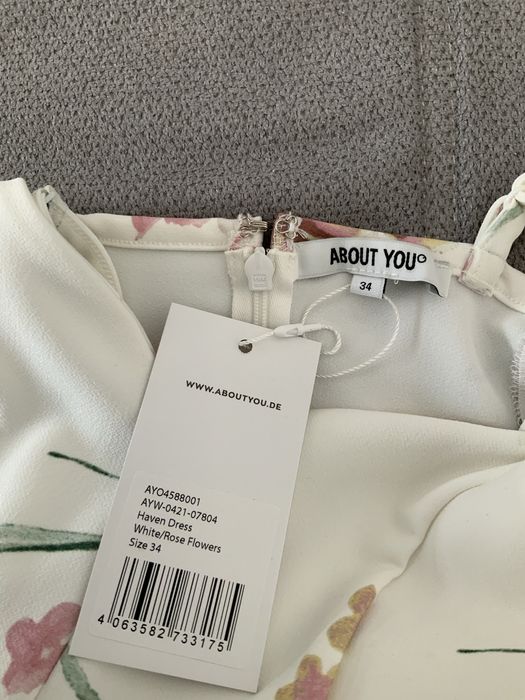 ABOUT YOU°
34
WWW.ABOUTYOU.DE
AYO4588001
AYW-0421-07804
Haven Dress
White/Rose Flowers
Size 34
4 063582 733175